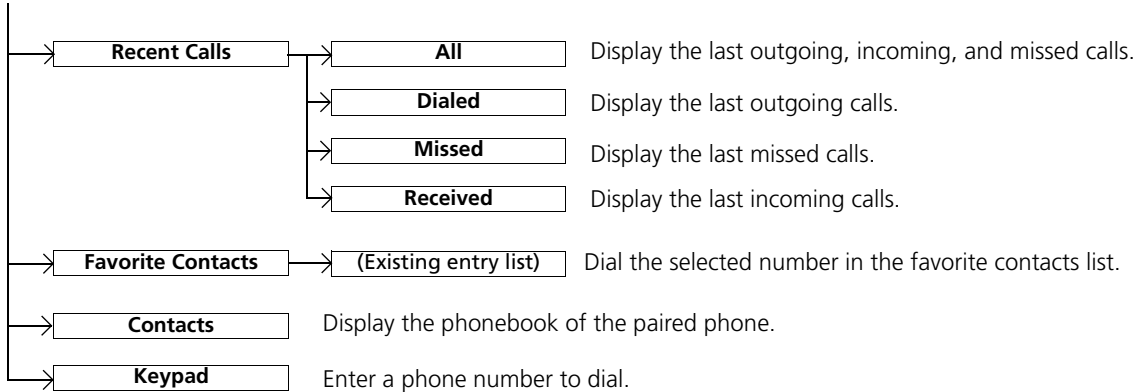 Recent Calls
All
Display the last outgoing, incoming, and missed calls.
Dialed
Display the last outgoing calls.
Missed
Display the last missed calls.
Received
Display the last incoming calls.
Favorite Contacts
(Existing entry list)
Dial the selected number in the favorite contacts list.
Contacts
Display the phonebook of the paired phone.
Keypad
Enter a phone number to dial.